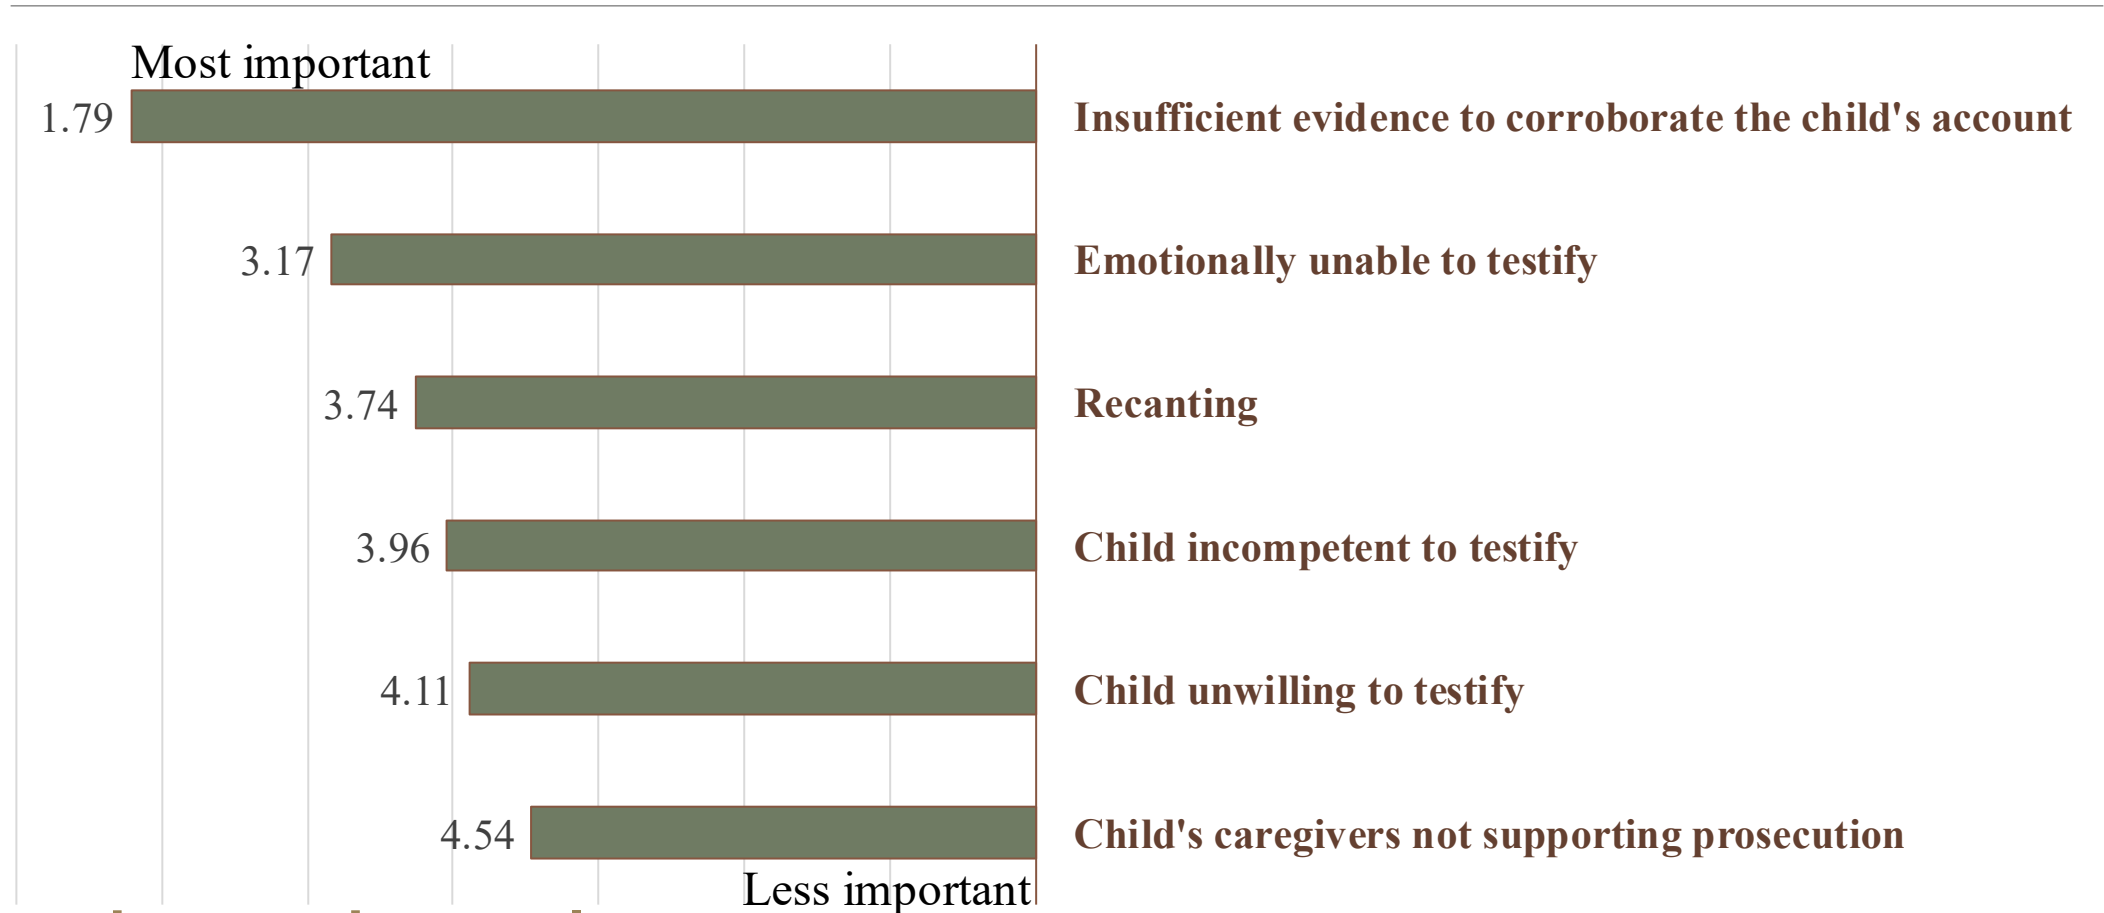 Most important
1.79 Insufficient evidence to corroborate the child's account
3.17 Emotionally unable to testify
3.74 Recanting
3.96 Child incompetent to testify
4.11 Child unwilling to testify
4.54 Child's caregivers not supporting prosecution
Less important